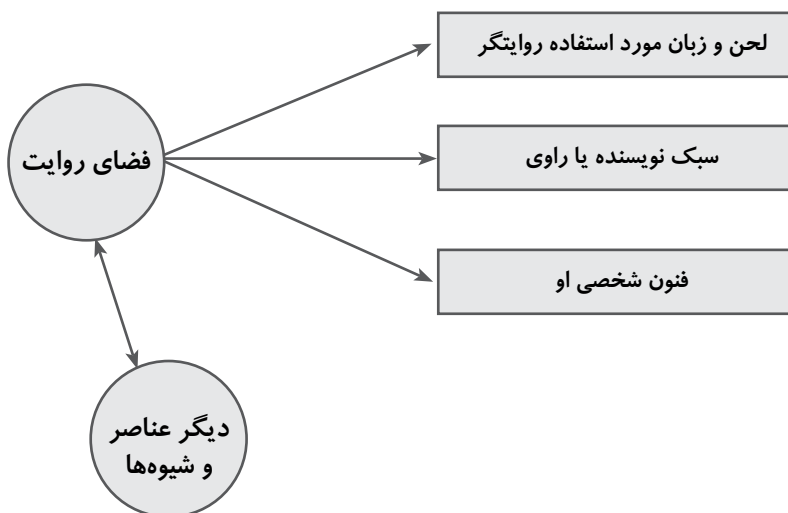 لحن و زبان مورد استفاده روایتگر
فضای روایت
سبک نویسنده یا راوی
فنون شخصی او
دیگر عناصر
و شیوه‌ها